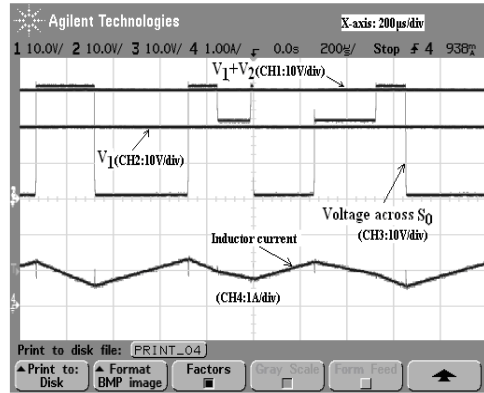 Agilent Technologies
X-axis: 200µs/div
1 10.0V/ 2 10.0V/ 3 10.0V/ 4 1.00A/ 0.0s 200µs/ Stop 4 938mA
V1+V2(CH1:10V/div)
V1(CH2:10V/div)
Voltage across S0
(CH3:10V/div)
Inductor current
(CH4:1A/div)
Print to disk file: PRINT_04
Print to: Disk
Format BMP image
Factors
Gray Scale
Form Feed